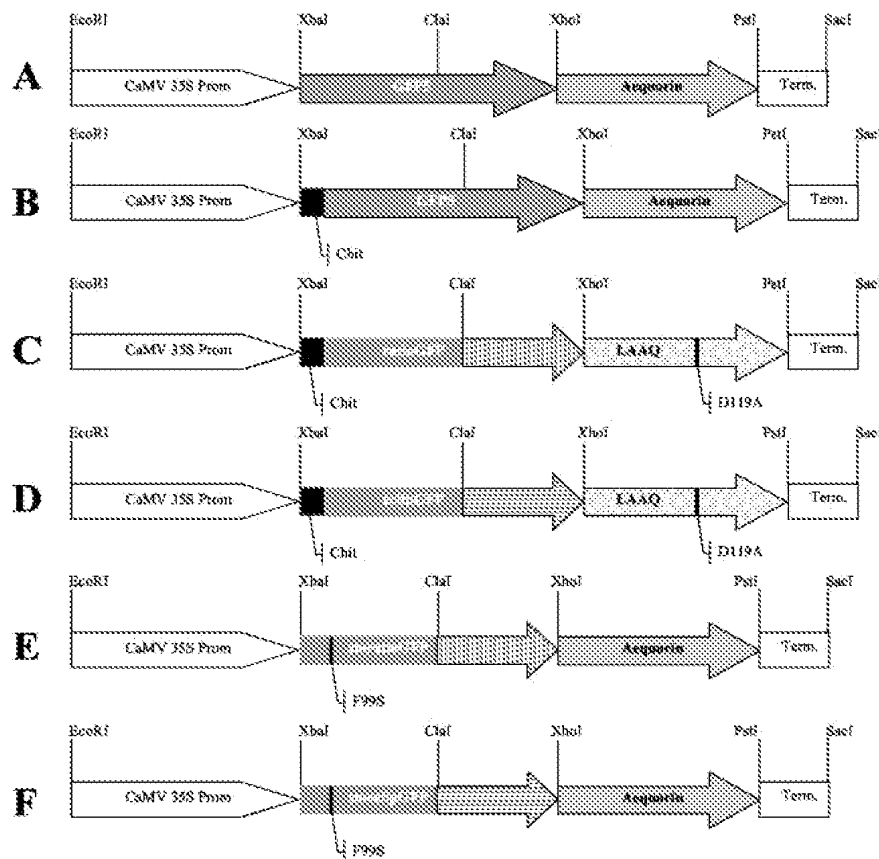 EcoRI XbaI ClaI XhoI PstI SacI
A CaMV 35S Prom Aequorin Term.
EcoRI XbaI ClaI XhoI PstI SacI
B CaMV 35S Prom Aequorin Term.
Chit
EcoRI XbaI ClaI XhoI PstI SacI
C CaMV 35S Prom LAAQ Term.
Chit D119A
EcoRI XbaI ClaI XhoI PstI SacI
D CaMV 35S Prom LAAQ Term.
Chit D119A
EcoRI XbaI ClaI XhoI PstI SacI
E CaMV 35S Prom Aequorin Term.
F99S
EcoRI XbaI ClaI XhoI PstI SacI
F CaMV 35S Prom Aequorin Term.
F99S